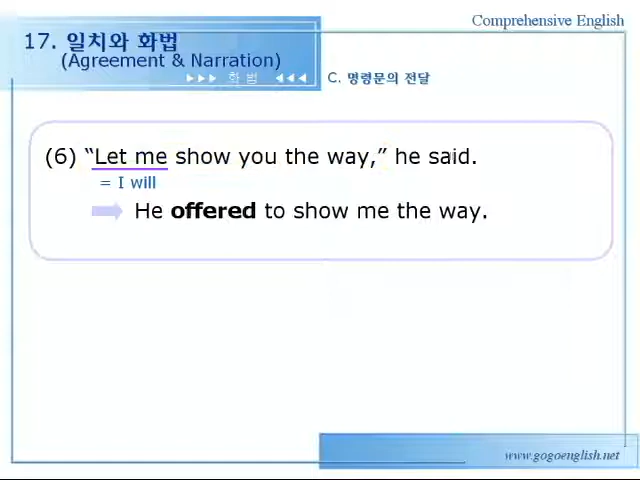 Comprehensive English
17. 일치와 화법
(Agreement & Narration)
▶▶▶ 화 법 ◀◀◀
C. 명령문의 전달
(6) “Let me show you the way,” he said.
= I will
He offered to show me the way.
www.gogoenglish.net